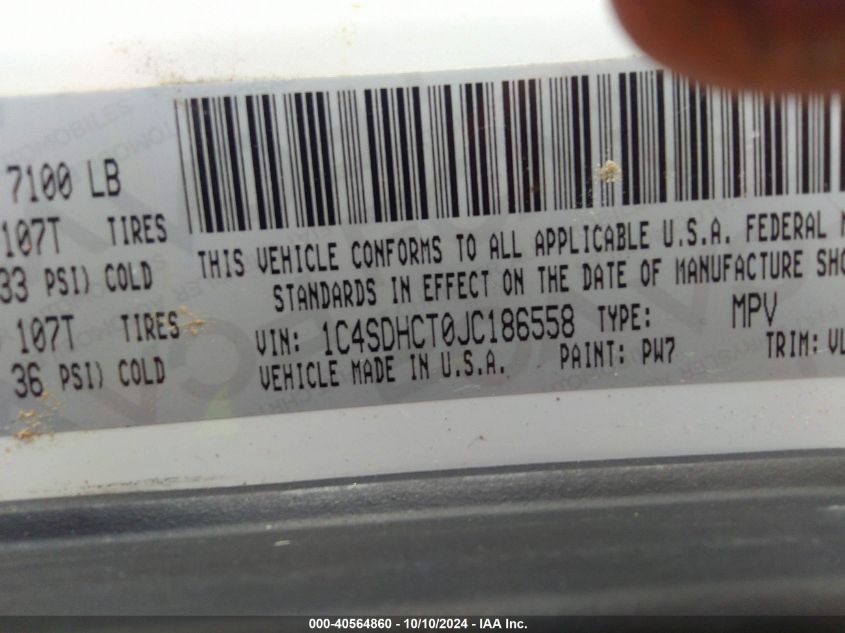 7100 LB
107T TIRES
33 PSI) COLD
107T TIRES
36 PSI) COLD
THIS VEHICLE CONFORMS TO ALL APPLICABLE U.S.A. FEDERAL
STANDARDS IN EFFECT ON THE DATE OF MANUFACTURE SHO
VIN: 1C4SDHCT0JC186558 TYPE: MPV
VEHICLE MADE IN U.S.A. PAINT: PW7 TRIM: VL
000-40564860 - 10/10/2024 - IAA Inc.